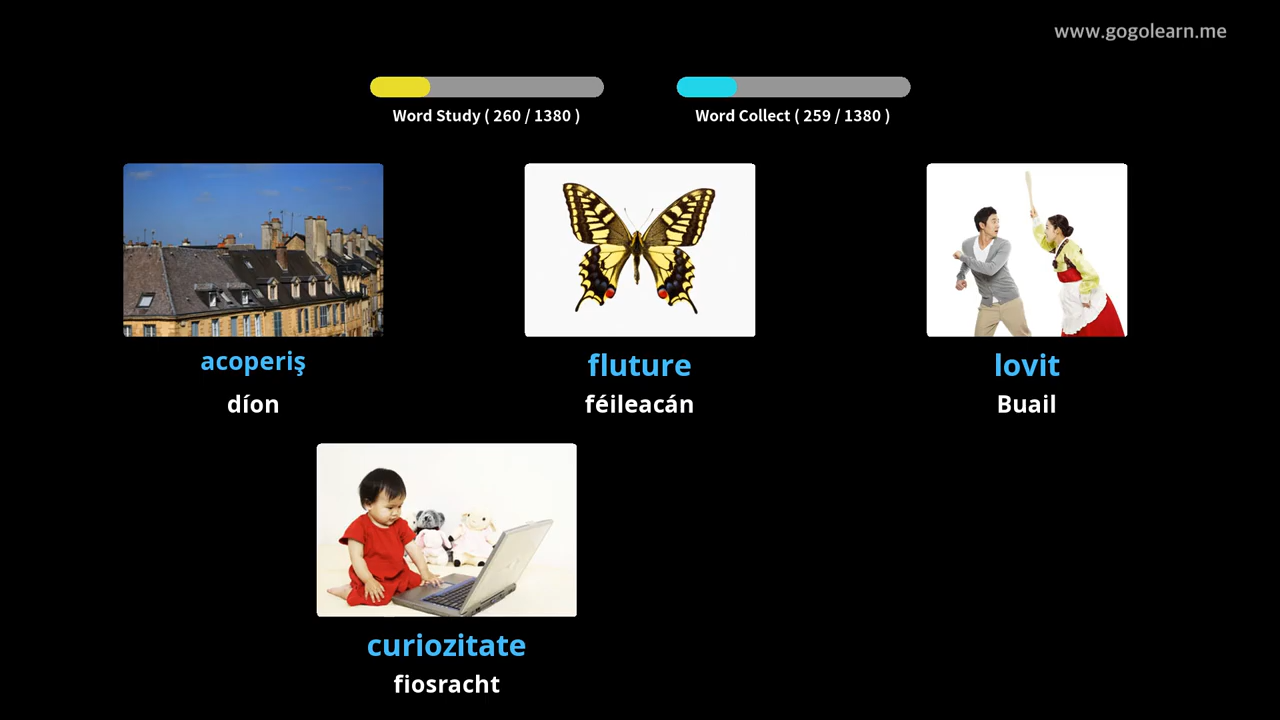 www.gogolearn.me
Word Study ( 260 / 1380 )
Word Collect ( 259 / 1380 )
acoperiş
díon
fluture
féileacán
lovit
Buail
curiozitate
fiosracht